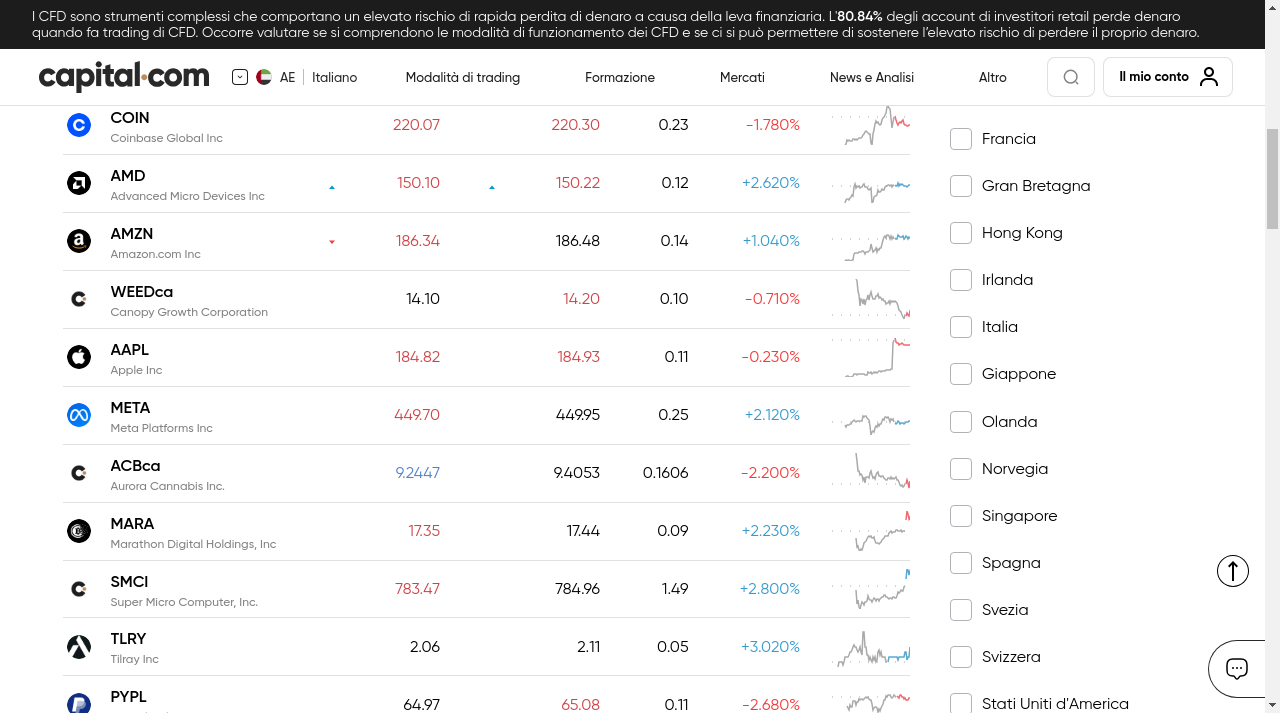 I CFD sono strumenti complessi che comportano un elevato rischio di rapida perdita di denaro a causa della leva finanziaria. L'80.84% degli account di investitori retail perde denaro
quando fa trading di CFD. Occorre valutare se si comprendono le modalità di funzionamento dei CFD e se ci si può permettere di sostenere l’elevato rischio di perdere il proprio denaro.
capital.com AE Italiano Modalità di trading Formazione Mercati News e Analisi Altro Il mio conto
COIN 220.07 220.30 0.23 -1.780%
Coinbase Global Inc
AMD 150.10 150.22 0.12 +2.620%
Advanced Micro Devices Inc
AMZN 186.34 186.48 0.14 +1.040%
Amazon.com Inc
WEEDca 14.10 14.20 0.10 -0.710%
Canopy Growth Corporation
AAPL 184.82 184.93 0.11 -0.230%
Apple Inc
META 449.70 449.95 0.25 +2.120%
Meta Platforms Inc
ACBca 9.2447 9.4053 0.1606 -2.200%
Aurora Cannabis Inc.
MARA 17.35 17.44 0.09 +2.230%
Marathon Digital Holdings, Inc
SMCI 783.47 784.96 1.49 +2.800%
Super Micro Computer, Inc.
TLRY 2.06 2.11 0.05 +3.020%
Tilray Inc
PYPL 64.97 65.08 0.11 -2.680%
Francia
Gran Bretagna
Hong Kong
Irlanda
Italia
Giappone
Olanda
Norvegia
Singapore
Spagna
Svezia
Svizzera
Stati Uniti d'America